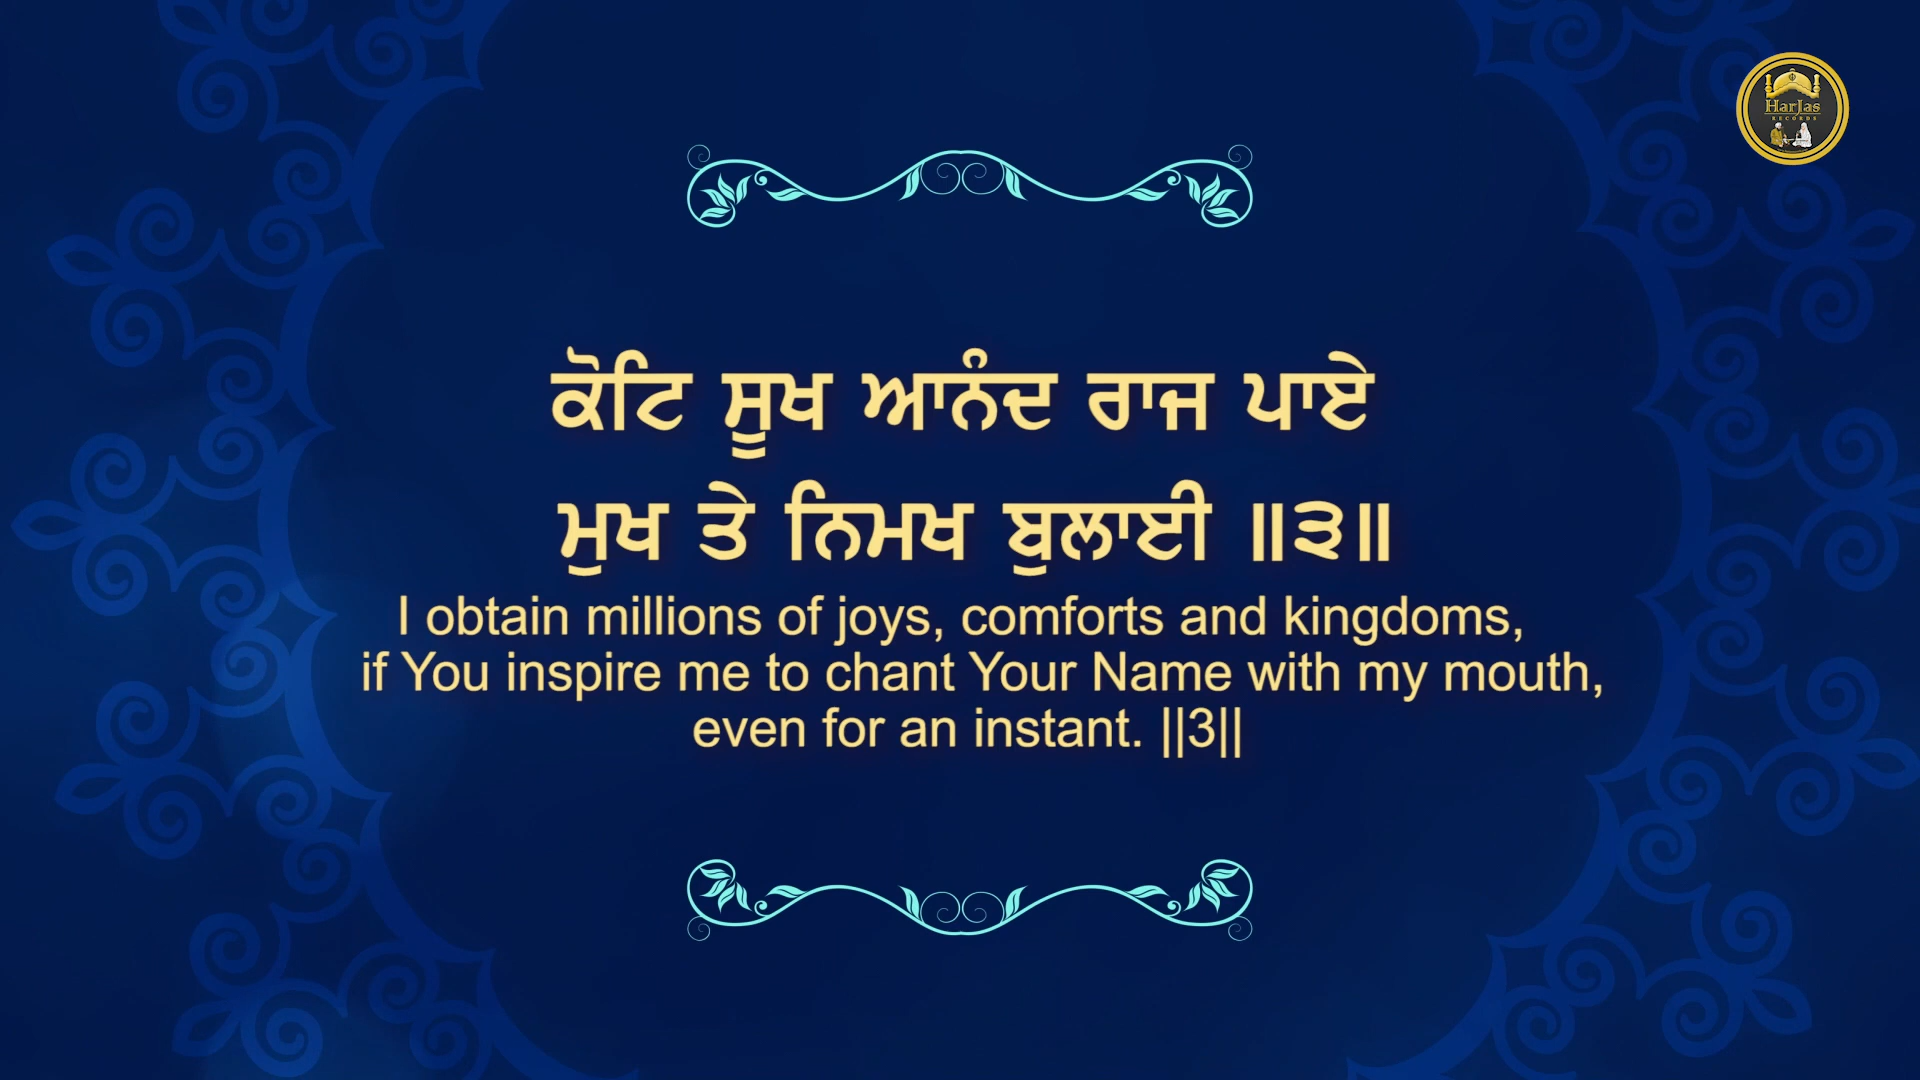 HarJas
RECORDS
ਕੋਟਿ ਸੂਖ ਆਨੰਦ ਰਾਜ ਪਾਏ
ਮੁਖ ਤੇ ਨਿਮਖ ਬੁਲਾਈ ॥੩॥
I obtain millions of joys, comforts and kingdoms,
if You inspire me to chant Your Name with my mouth,
even for an instant. ||3||